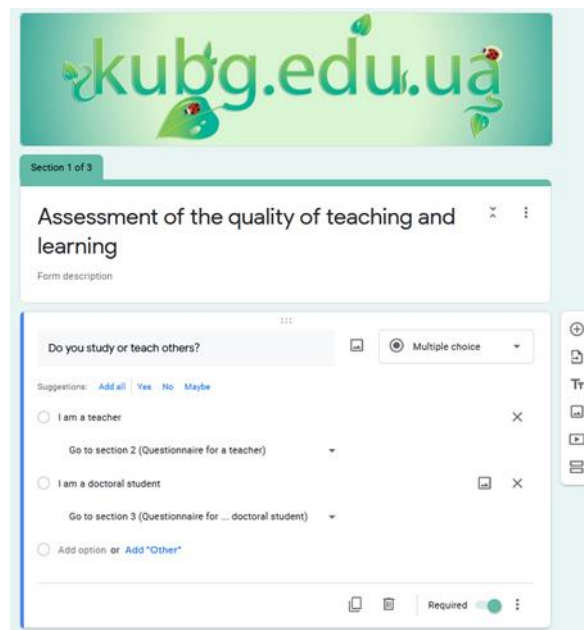 kubg.edu.ua
Section 1 of 3
Assessment of the quality of teaching and
learning
Form description
Do you study or teach others?
Multiple choice
Suggestions: Add all Yes No Maybe
I am a teacher
Go to section 2 (Questionnaire for a teacher)
I am a doctoral student
Go to section 3 (Questionnaire for ... doctoral student)
Add option or Add "Other"
Required
Tт